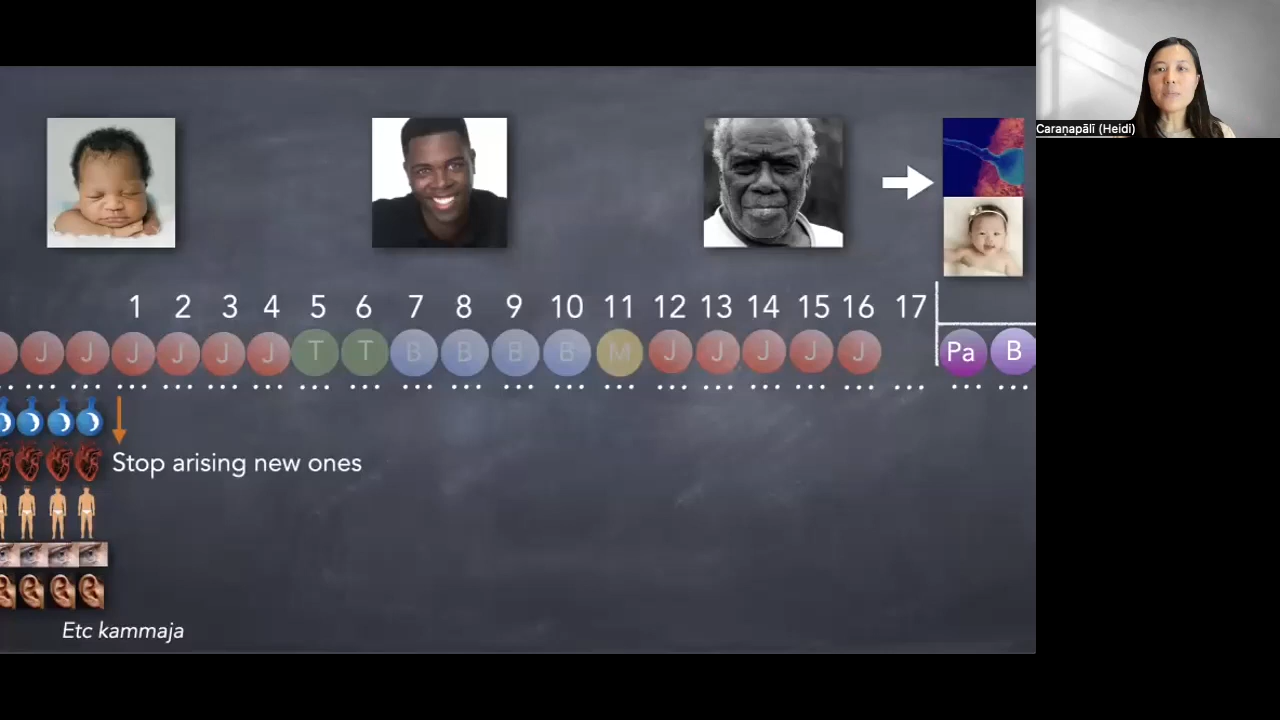 Caraṇapālī (Heidi)
1 2 3 4 5 6 7 8 9 10 11 12 13 14 15 16 17
J J J J J J T T B B B B M J J J J J Pa B
Stop arising new ones
Etc kammaja